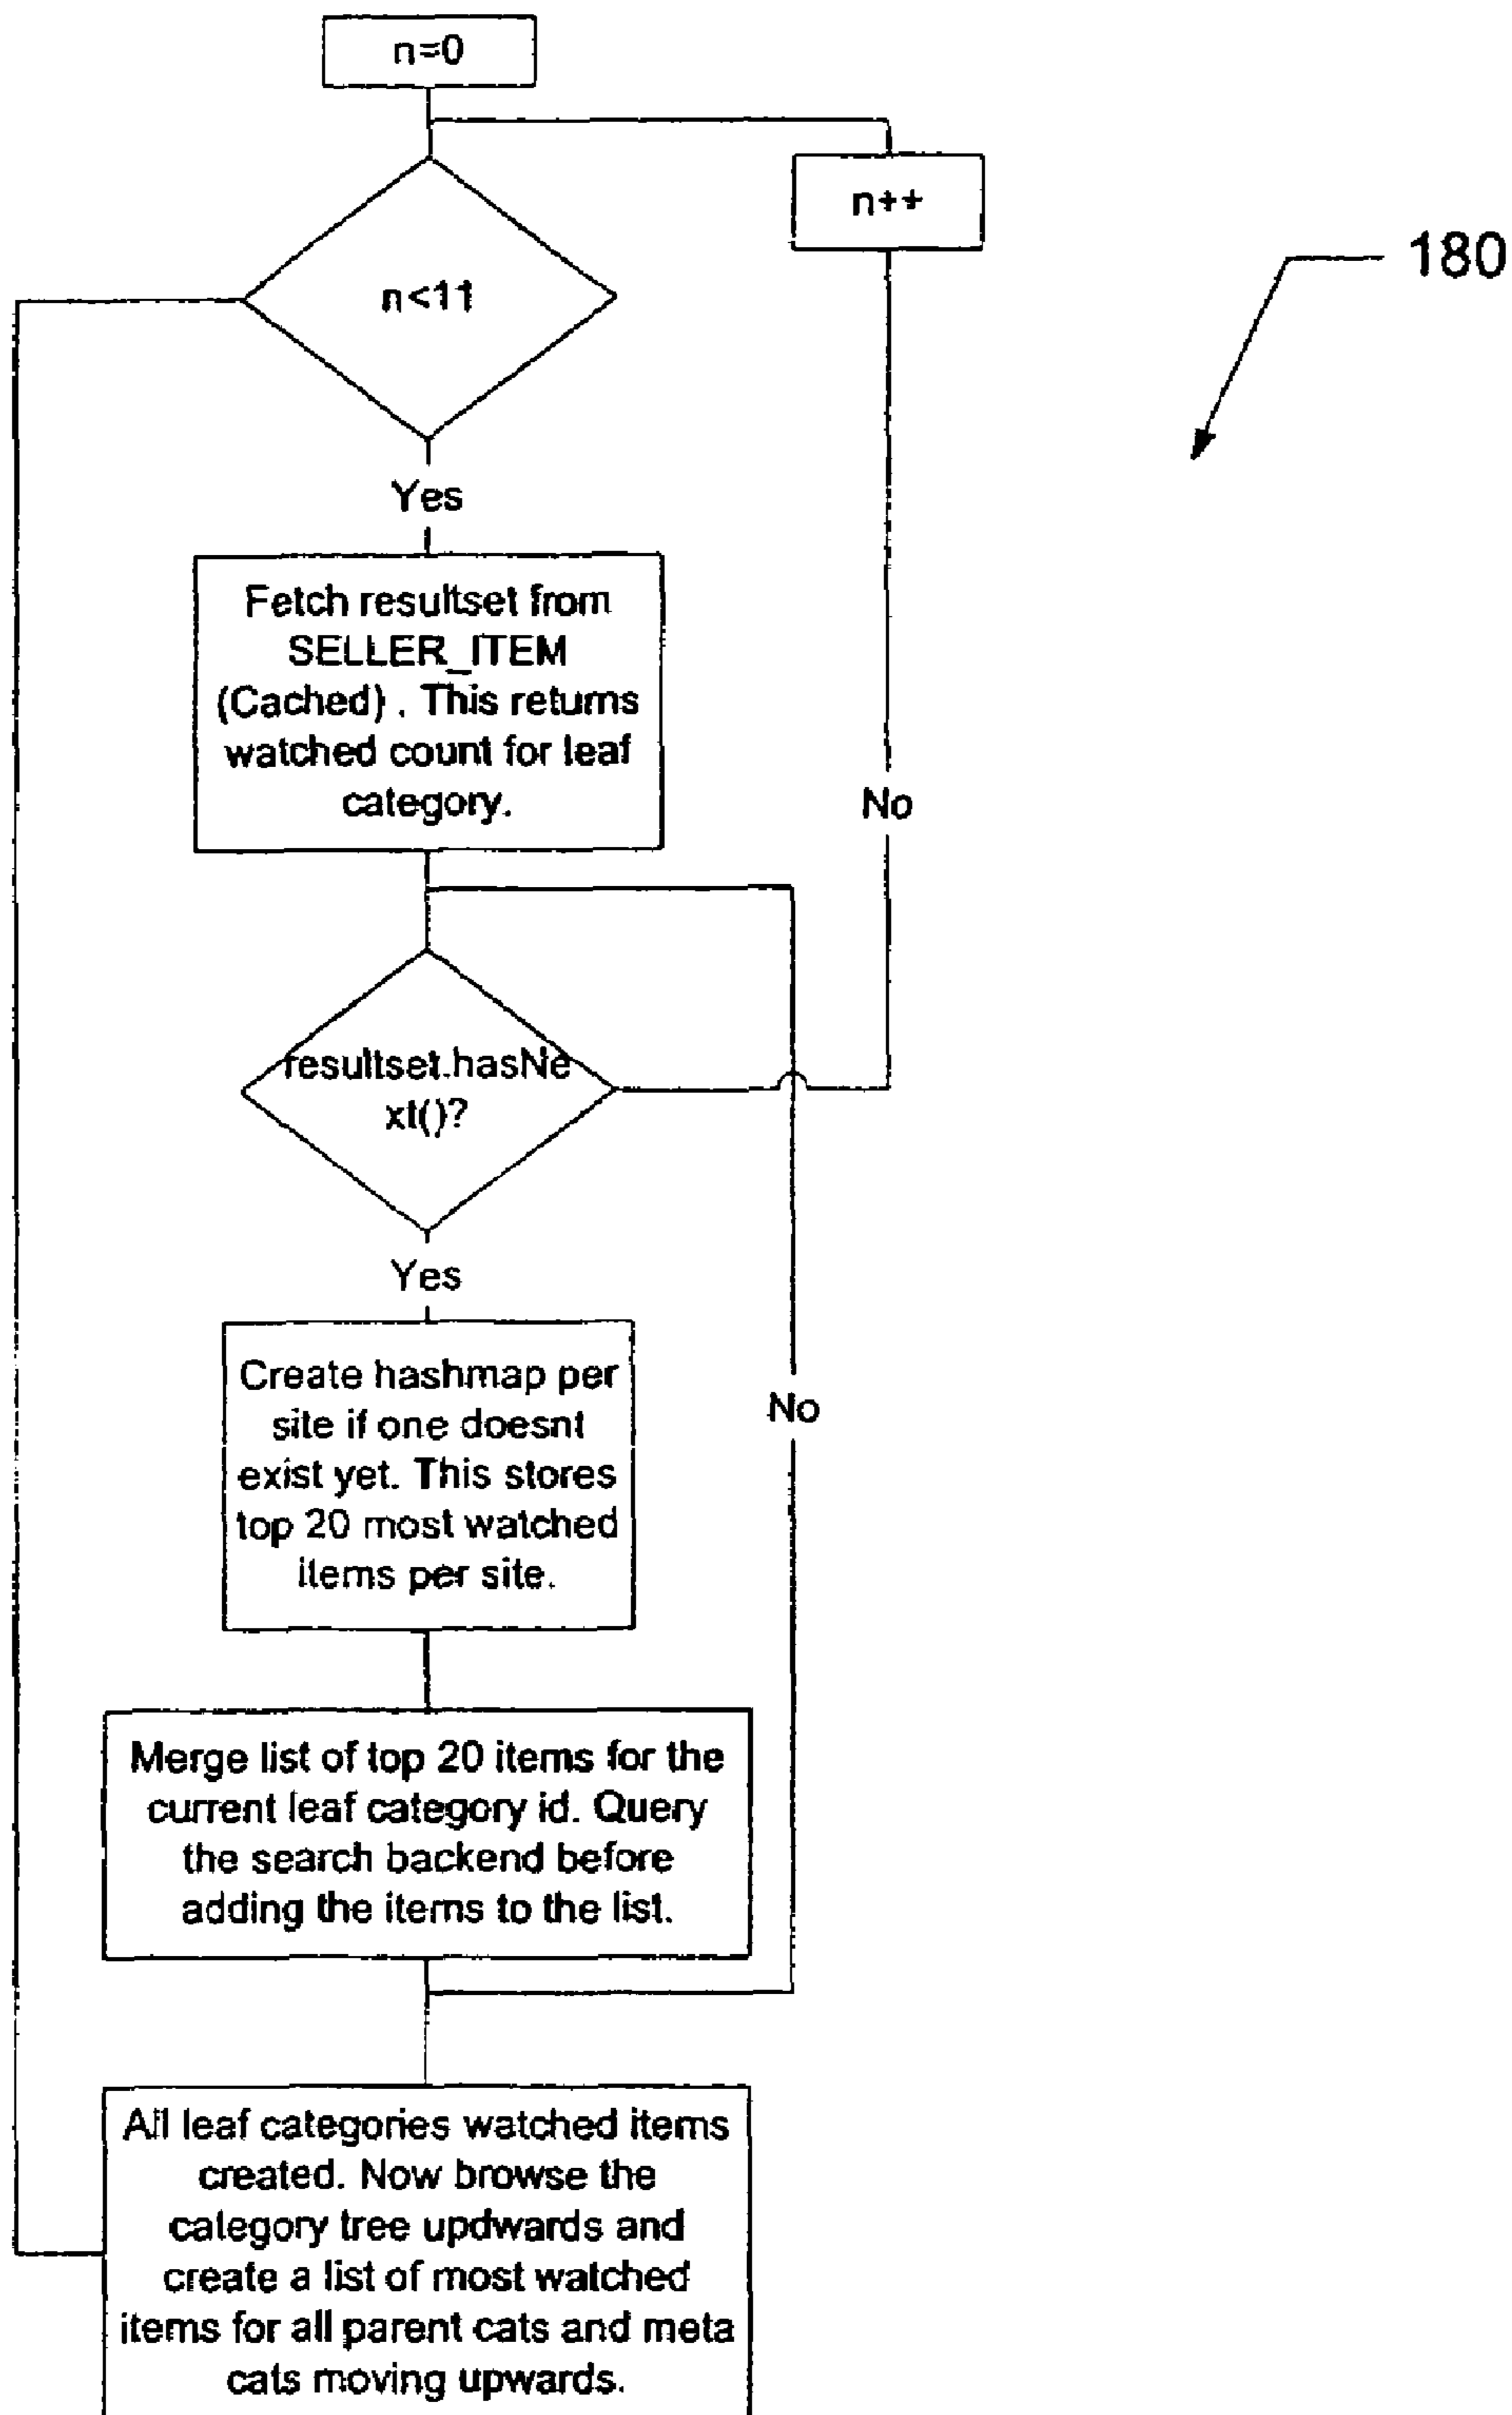 n=0
n++
180
n<11
Yes
Fetch resultset from
SELLER_ITEM
(Cached) . This returns
watched count for leaf
category.
No
resultset.hasNe
xt()?
Yes
Create hashmap per
site if one doesnt
exist yet. This stores
top 20 most watched
items per site.
No
Merge list of top 20 items for the
current leaf category id. Query
the search backend before
adding the items to the list.
All leaf categories watched items
created. Now browse the
category tree updwards and
create a list of most watched
items for all parent cats and meta
cats moving upwards.